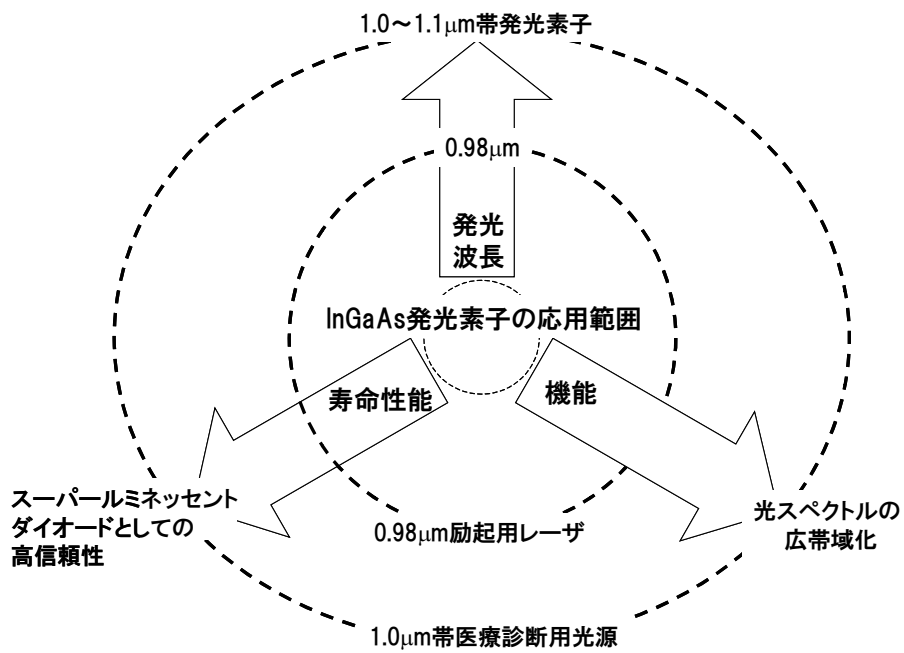 1.0～1.1μm帯発光素子
0.98μm
発光
波長
InGaAs発光素子の応用範囲
寿命性能
機能
スーパールミネッセント
ダイオードとしての
高信頼性
光スペクトルの
広帯域化
0.98μm励起用レーザ
1.0μm帯医療診断用光源